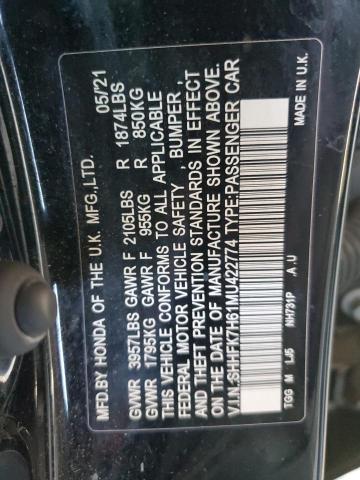 MFD.BY HONDA OF THE U.K. MFG.,LTD. 05/21
GVWR 3957LBS GAWR F 2105LBS R 1874LBS
GVWR 1795KG GAWR F 955KG R 850KG
THIS VEHICLE CONFORMS TO ALL APPLICABLE
FEDERAL MOTOR VEHICLE SAFETY , BUMPER ,
AND THEFT PREVENTION STANDARDS IN EFFECT
ON THE DATE OF MANUFACTURE SHOWN ABOVE.
V.I.N.:SHHFK7H61MU422774 TYPE:PASSENGER CAR
TGG M LJ5 NH731P .A.U MADE IN U.K.